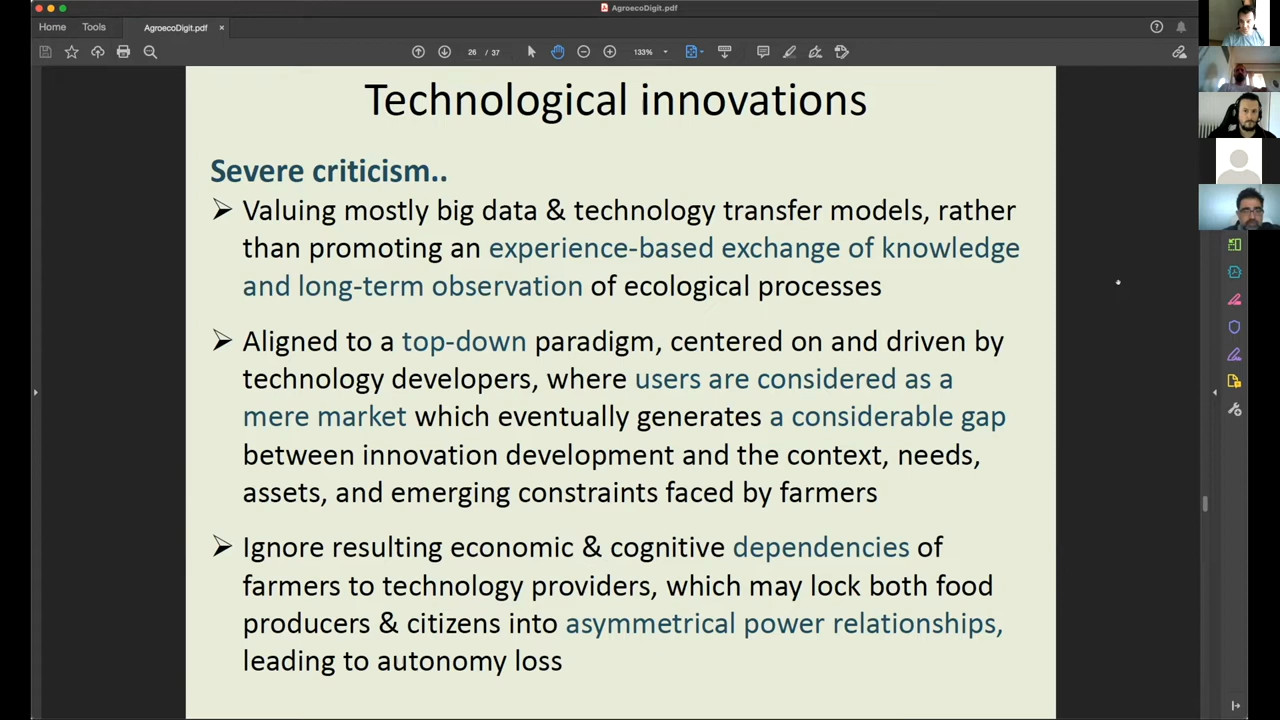 AgroecoDigit.pdf
Home Tools AgroecoDigit.pdf ×
26 / 37 133%
Technological innovations
Severe criticism..
➢ Valuing mostly big data & technology transfer models, rather
than promoting an experience-based exchange of knowledge
and long-term observation of ecological processes
➢ Aligned to a top-down paradigm, centered on and driven by
technology developers, where users are considered as a
mere market which eventually generates a considerable gap
between innovation development and the context, needs,
assets, and emerging constraints faced by farmers
➢ Ignore resulting economic & cognitive dependencies of
farmers to technology providers, which may lock both food
producers & citizens into asymmetrical power relationships,
leading to autonomy loss